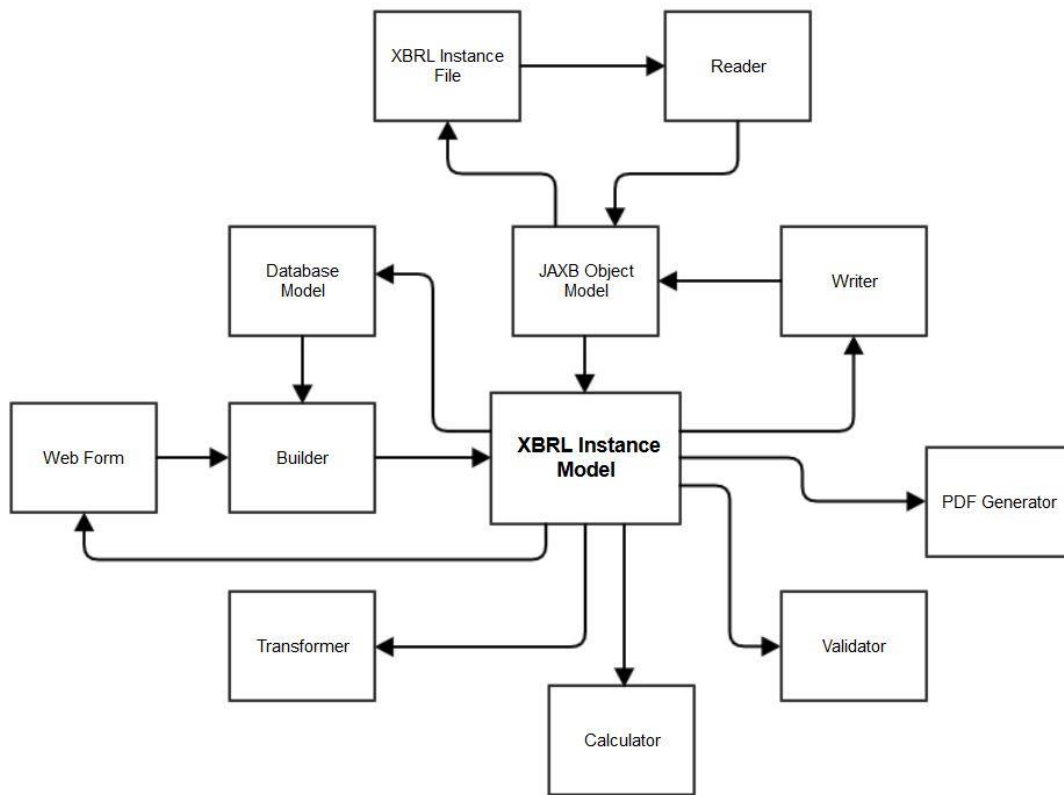 XBRL Instance
File
Reader
Database
Model
JAXB Object
Model
Writer
Web Form
Builder
XBRL Instance
Model
PDF Generator
Transformer
Validator
Calculator